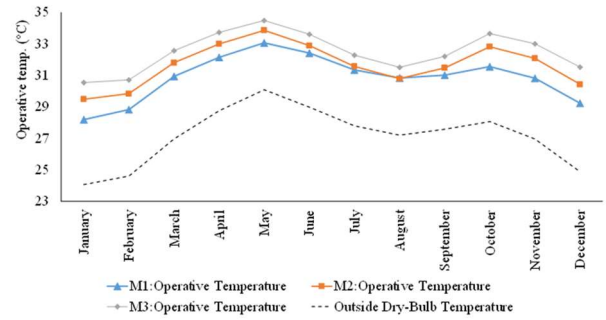 Operative temp. (°C)
35
33
31
29
27
25
23
January
February
March
April
May
June
July
August
September
October
November
December
M1:Operative Temperature
M2:Operative Temperature
M3:Operative Temperature
Outside Dry-Bulb Temperature